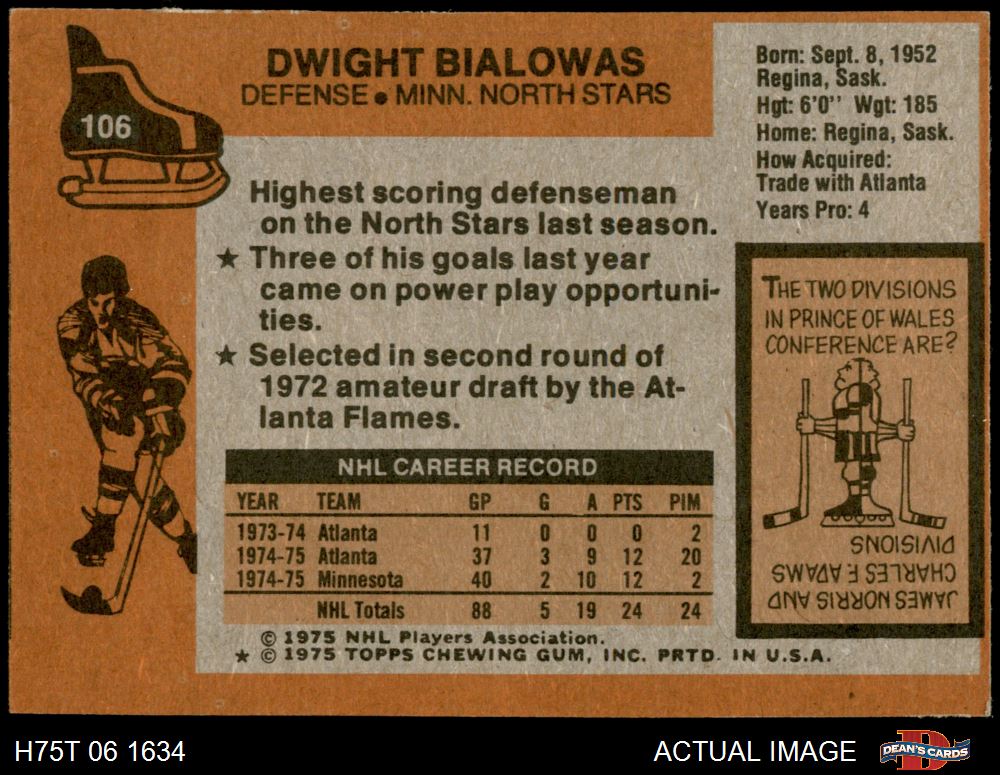 DWIGHT BIALOWAS
DEFENSE ● MINN. NORTH STARS
106
Born: Sept. 8, 1952
Regina, Sask.
Hgt: 6'0" Wgt: 185
Home: Regina, Sask.
How Acquired:
Trade with Atlanta
Years Pro: 4
Highest scoring defenseman
on the North Stars last season.
★ Three of his goals last year
came on power play opportuni-
ties.
★ Selected in second round of
1972 amateur draft by the At-
lanta Flames.
NHL CAREER RECORD
YEAR TEAM GP G A PTS PIM
1973-74 Atlanta 11 0 0 0 2
1974-75 Atlanta 37 3 9 12 20
1974-75 Minnesota 40 2 10 12 2
NHL Totals 88 5 19 24 24
© 1975 NHL Players Association.
★ © 1975 TOPPS CHEWING GUM, INC. PRTD. IN U.S.A.
THE TWO DIVISIONS
IN PRINCE OF WALES
CONFERENCE ARE?
JAMES NORRIS AND
CHARLES F. ADAMS
DIVISIONS
H75T 06 1634
ACTUAL IMAGE
D
DEAN'S CARDS